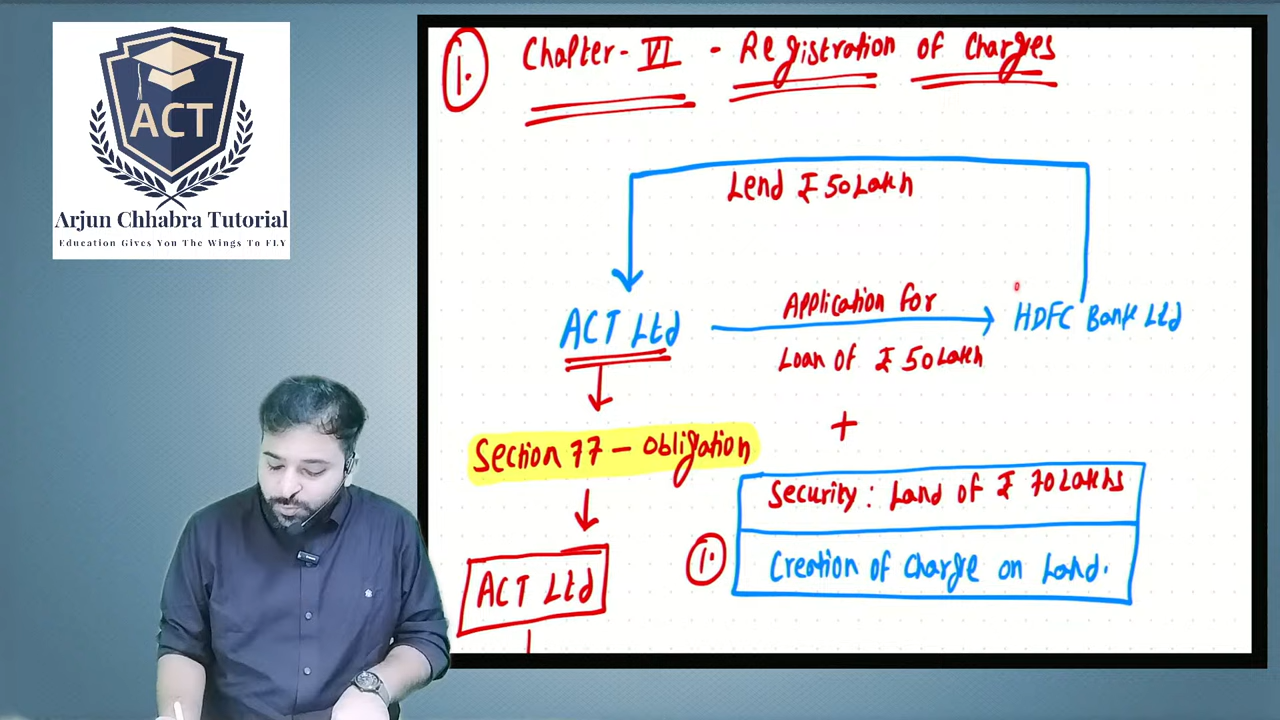 ACT
Arjun Chhabra Tutorial
Education Gives You The Wings To FLY
1. Chapter-VI - Registration of Charges
Lend ₹ 50 Lakh
ACT Ltd
Application for
Loan of ₹ 50 Lakh
HDFC Bank Ltd
+
Section 77 - Obligation
Security: Land of ₹ 70 Lakhs
1. Creation of Charge on Land.
ACT Ltd